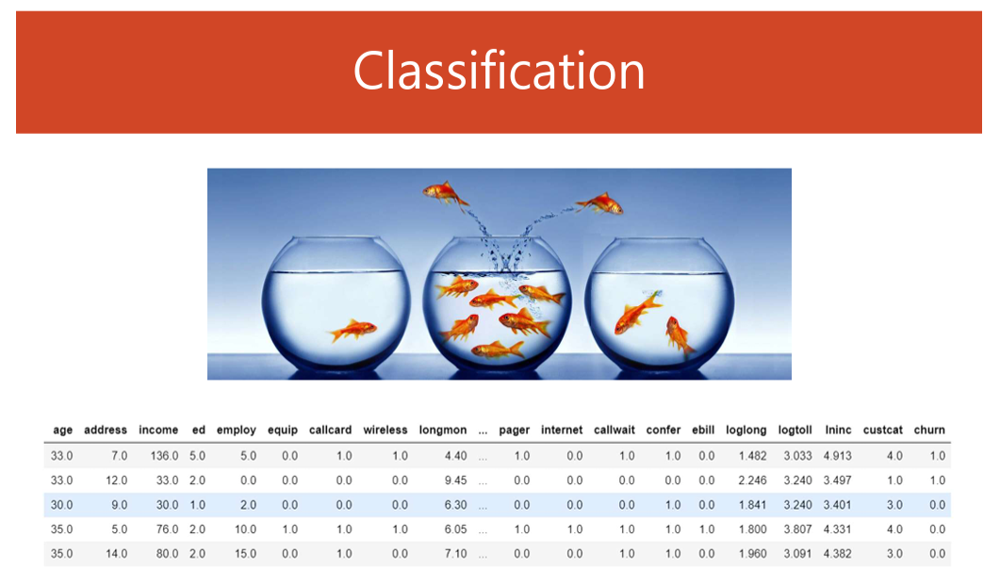 Classification
age address income ed employ equip callcard wireless longmon ... pager internet callwait confer ebill loglong logtoll lninc custcat churn
33.0 7.0 136.0 5.0 5.0 0.0 1.0 1.0 4.40 ... 1.0 0.0 1.0 1.0 0.0 1.482 3.033 4.913 4.0 1.0
33.0 12.0 33.0 2.0 0.0 0.0 0.0 0.0 9.45 ... 0.0 0.0 0.0 0.0 0.0 2.246 3.240 3.497 1.0 1.0
30.0 9.0 30.0 1.0 2.0 0.0 0.0 0.0 6.30 ... 0.0 0.0 0.0 1.0 0.0 1.841 3.240 3.401 3.0 0.0
35.0 5.0 76.0 2.0 10.0 1.0 1.0 1.0 6.05 ... 1.0 1.0 1.0 1.0 1.0 1.800 3.807 4.331 4.0 0.0
35.0 14.0 80.0 2.0 15.0 0.0 1.0 0.0 7.10 ... 0.0 0.0 1.0 1.0 0.0 1.960 3.091 4.382 3.0 0.0